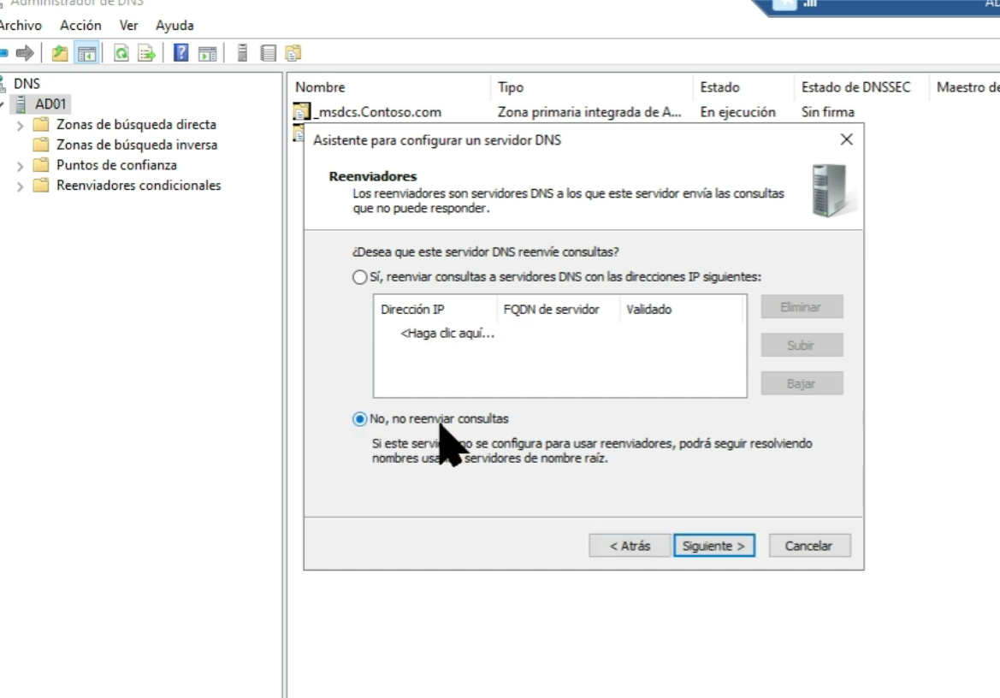 Administrador de DNS
Archivo Acción Ver Ayuda
DNS
AD01
Zonas de búsqueda directa
Zonas de búsqueda inversa
Puntos de confianza
Reenviadores condicionales
Nombre Tipo Estado Estado de DNSSEC Maestro de
_msdcs.Contoso.com Zona primaria integrada de A... En ejecución Sin firma
Asistente para configurar un servidor DNS
Reenviadores
Los reenviadores son servidores DNS a los que este servidor envía las consultas
que no puede responder.
¿Desea que este servidor DNS reenvíe consultas?
Sí, reenviar consultas a servidores DNS con las direcciones IP siguientes:
Dirección IP FQDN de servidor Validado
<Haga clic aquí...
Eliminar
Subir
Bajar
No, no reenviar consultas
Si este servi no se configura para usar reenviadores, podrá seguir resolviendo
nombres usa servidores de nombre raíz.
< Atrás Siguiente > Cancelar